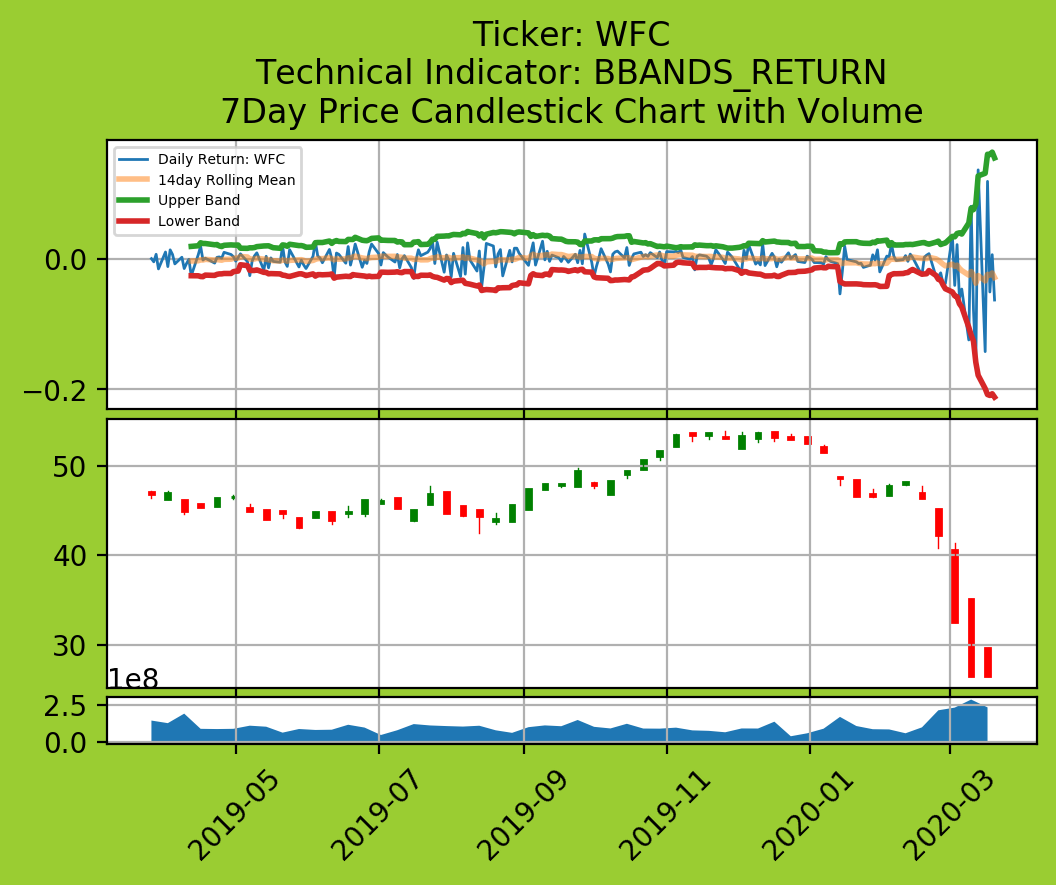 Ticker: WFC
Technical Indicator: BBANDS_RETURN
7Day Price Candlestick Chart with Volume
Daily Return: WFC
14day Rolling Mean
Upper Band
Lower Band
0.0
−0.2
50
40
30
1e8
2.5
0.0
2019-05
2019-07
2019-09
2019-11
2020-01
2020-03